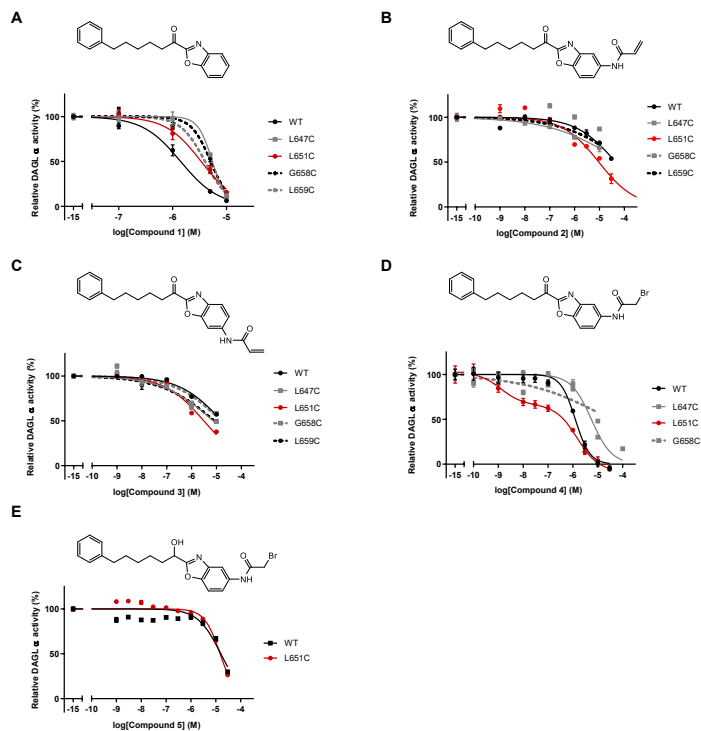 A
O
N
O
Relative DAGL α activity (%)
100
50
0
-15
-7
-6
-5
log[Compound 1] (M)
WT
L647C
L651C
G658C
L659C
B
O
N
O
NH
O
Relative DAGL α activity (%)
100
50
0
-15
-10
-9
-8
-7
-6
-5
-4
log[Compound 2] (M)
WT
L647C
L651C
G658C
L659C
C
O
N
O
HN
O
Relative DAGL α activity (%)
100
50
0
-15
-10
-9
-8
-7
-6
-5
-4
log[Compound 3] (M)
WT
L647C
L651C
G658C
L659C
D
O
N
O
NH
O
Br
Relative DAGL α activity (%)
100
50
0
-15
-10
-9
-8
-7
-6
-5
-4
log[Compound 4] (M)
WT
L647C
L651C
G658C
E
OH
N
O
NH
O
Br
Relative DAGL α activity (%)
100
50
0
-15
-10
-9
-8
-7
-6
-5
-4
log[Compound 5] (M)
WT
L651C